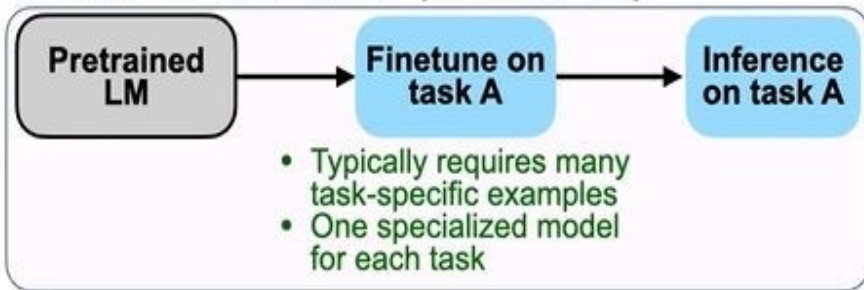 Pretrained
LM
Finetune on
task A
Inference
on task A
• Typically requires many
task-specific examples
• One specialized model
for each task